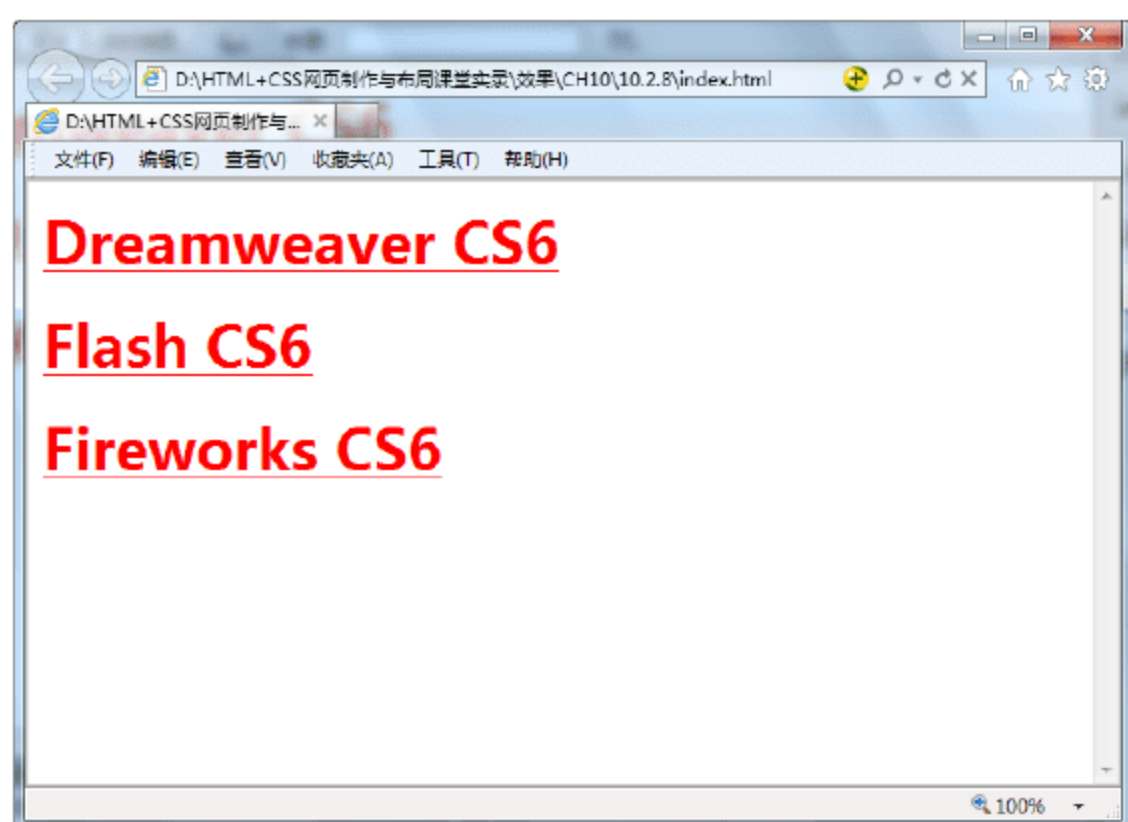 D:\HTML+CSS网页制作与布局课堂实录\效果\CH10\10.2.8\index.html
D:\HTML+CSS网页制作与...
文件(F) 编辑(E) 查看(V) 收藏夹(A) 工具(T) 帮助(H)
Dreamweaver CS6
Flash CS6
Fireworks CS6
100%